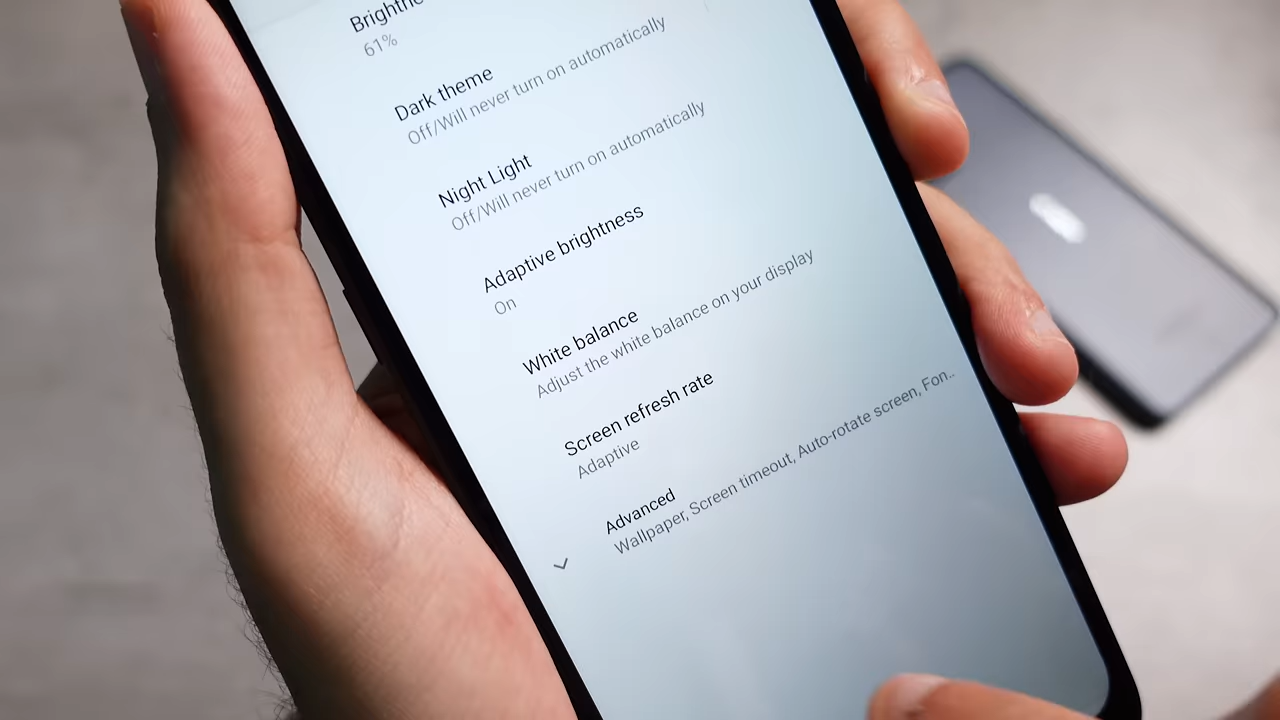 Brightne
61%
Dark theme
Off/Will never turn on automatically
Night Light
Off/Will never turn on automatically
Adaptive brightness
On
White balance
Adjust the white balance on your display
Screen refresh rate
Adaptive
Advanced
Wallpaper, Screen timeout, Auto-rotate screen, Fon..